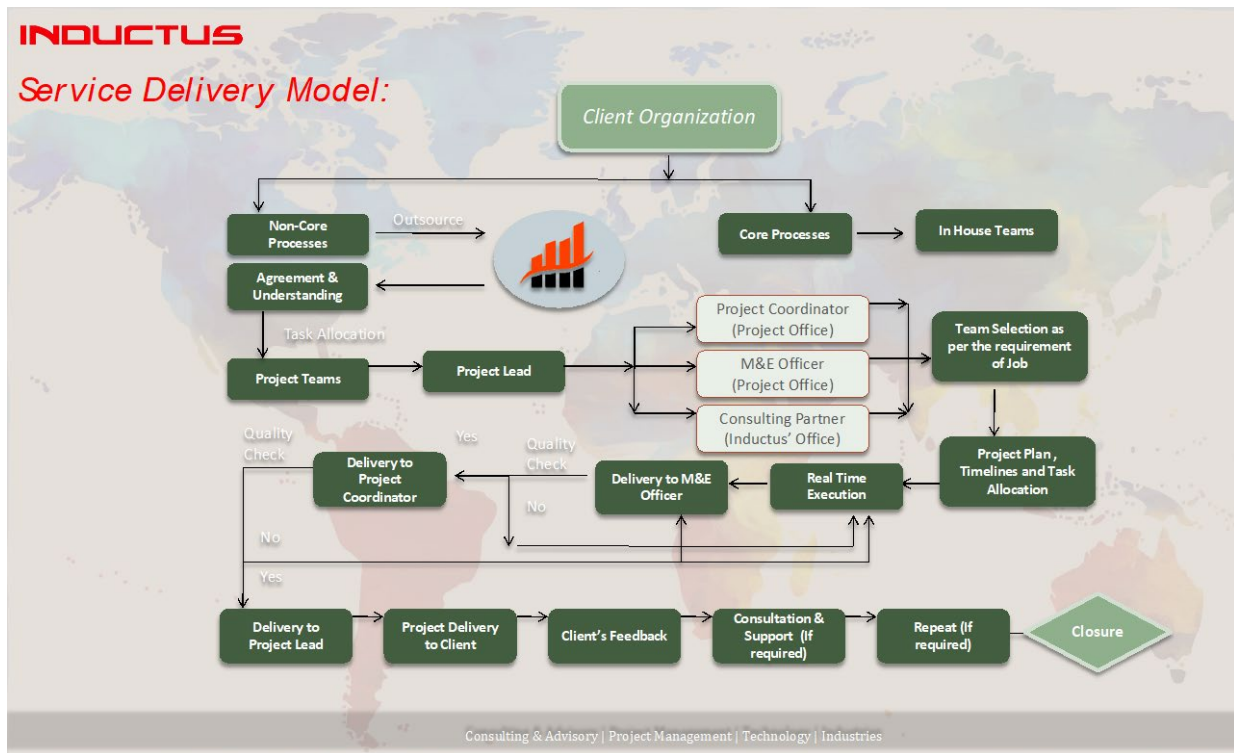 INDUCTUS
Service Delivery Model:
Client Organization
Non-Core
Processes
Outsource
Core Processes
In House Teams
Agreement &
Understanding
Task Allocation
Project Teams
Project Lead
Project Coordinator
(Project Office)
M&E Officer
(Project Office)
Consulting Partner
(Inductus’ Office)
Team Selection as
per the requirement
of Job
Project Plan ,
Timelines and Task
Allocation
Real Time
Execution
Delivery to M&E
Officer
Quality
Check
Yes
No
Delivery to
Project
Coordinator
Quality
Check
No
Yes
Delivery to
Project Lead
Project Delivery
to Client
Client’s Feedback
Consultation &
Support (If
required)
Repeat (If
required)
Closure
Consulting & Advisory | Project Management | Technology | Industries